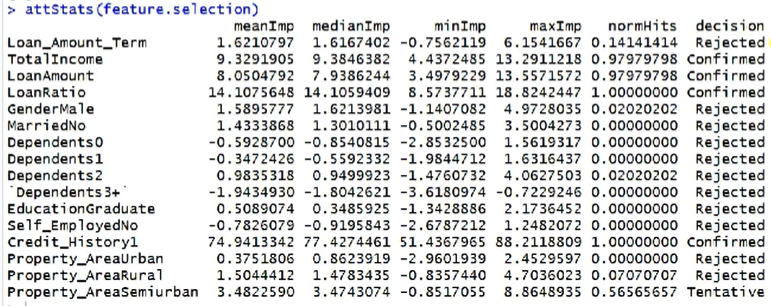 > attStats(feature.selection)
meanImp medianImp minImp maxImp normHits decision
Loan_Amount_Term 1.6210797 1.6167402 -0.7562119 6.1541667 0.14141414 Rejected
TotalIncome 9.3291905 9.3846382 4.4372485 13.2911218 0.97979798 Confirmed
LoanAmount 8.0504792 7.9386244 3.4979229 13.5571572 0.97979798 Confirmed
LoanRatio 14.1075648 14.1059409 8.5737711 18.8242447 1.00000000 Confirmed
GenderMale 1.5895777 1.6213981 -1.1407082 4.9728035 0.02020202 Rejected
MarriedNo 1.4333868 1.3010111 -0.5002485 3.5004273 0.00000000 Rejected
Dependents0 -0.5928700 -0.8540815 -2.8532500 1.5619317 0.00000000 Rejected
Dependents1 -0.3472426 -0.5592332 -1.9844712 1.6316437 0.00000000 Rejected
Dependents2 0.9835318 0.9499923 -1.4760732 4.0627503 0.02020202 Rejected
`Dependents3+` -1.9434930 -1.8042621 -3.6180974 -0.7229246 0.00000000 Rejected
EducationGraduate 0.5089074 0.3485925 -1.3428886 2.1736452 0.00000000 Rejected
Self_EmployedNo -0.7826079 -0.9195843 -2.6787212 1.2482072 0.00000000 Rejected
Credit_History1 74.9413342 77.4274461 51.4367965 88.2118809 1.00000000 Confirmed
Property_AreaUrban 0.3751806 0.8623919 -2.9601939 2.4529597 0.00000000 Rejected
Property_AreaRural 1.5044412 1.4783435 -0.8357440 4.7036023 0.07070707 Rejected
Property_AreaSemiurban 3.4822590 3.4743074 -0.8517055 8.8648935 0.56565657 Tentative